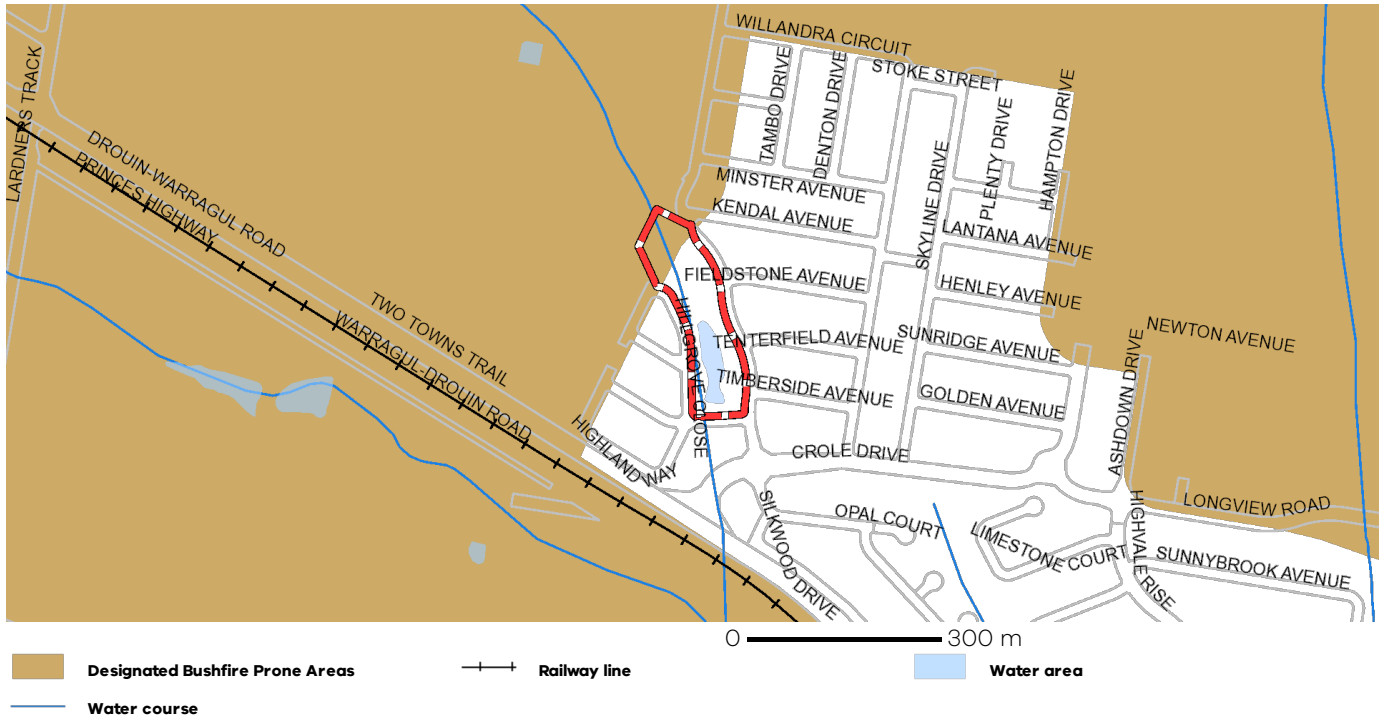 WILLANDRA CIRCUIT
STOKE STREET
TAMBO DRIVE
DENTON DRIVE
SKYLINE DRIVE
PLENTY DRIVE
HAMPTON DRIVE
LARDNERS TRACK
DROUIN-WARRAGUL ROAD
PRINCES HIGHWAY
MINSTER AVENUE
KENDAL AVENUE
LANTANA AVENUE
FIELDSTONE AVENUE
HENLEY AVENUE
TWO TOWNS TRAIL
WARRAGUL-DROUIN ROAD
HILLGROVE CLOSE
TENTERFIELD AVENUE
SUNRIDGE AVENUE
NEWTON AVENUE
TIMBERSIDE AVENUE
GOLDEN AVENUE
ASHDOWN DRIVE
HIGHLAND WAY
CROLE DRIVE
SILKWOOD DRIVE
OPAL COURT
LIMESTONE COURT
HIGHVALE RISE
LONGVIEW ROAD
SUNNYBROOK AVENUE
0 300 m
Designated Bushfire Prone Areas
Railway line
Water area
Water course